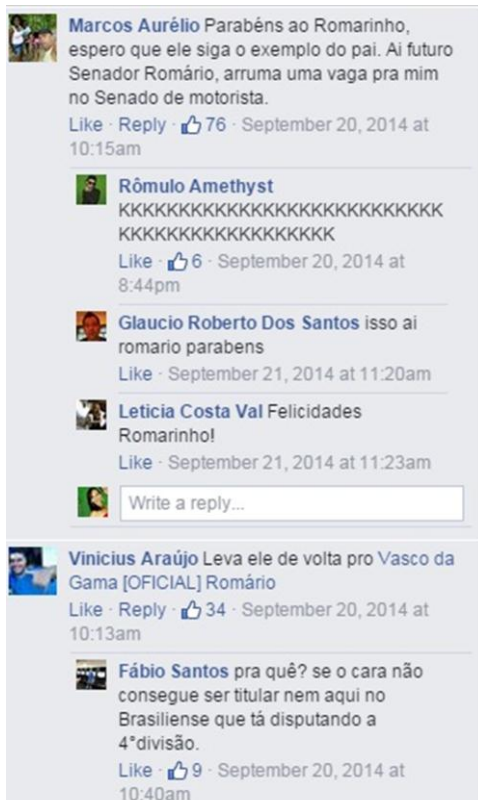 Marcos Aurélio Parabéns ao Romarinho,
espero que ele siga o exemplo do pai. Ai futuro
Senador Romário, arruma uma vaga pra mim
no Senado de motorista.
Like · Reply · 76 · September 20, 2014 at
10:15am
Rômulo Amethyst
KKKKKKKKKKKKKKKKKKKKKKKKKKK
KKKKKKKKKKKKKKKKKK
Like · 6 · September 20, 2014 at
8:44pm
Glaucio Roberto Dos Santos isso ai
romario parabens
Like · September 21, 2014 at 11:20am
Leticia Costa Val Felicidades
Romarinho!
Like · September 21, 2014 at 11:23am
Write a reply...
Vinicius Araújo Leva ele de volta pro Vasco da
Gama [OFICIAL] Romário
Like · Reply · 34 · September 20, 2014 at
10:13am
Fábio Santos pra quê? se o cara não
consegue ser titular nem aqui no
Brasiliense que tá disputando a
4°divisão.
Like · 9 · September 20, 2014 at
10:40am